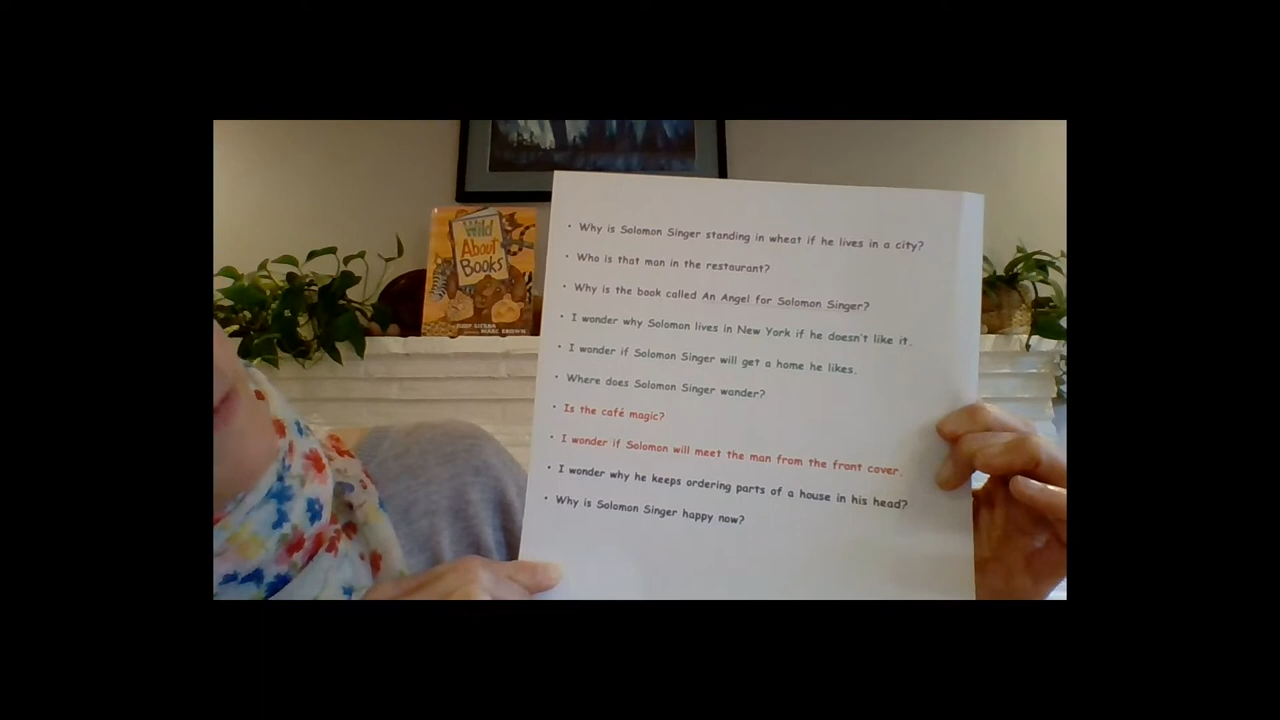 Wild
About
Books
JUDY SIERRA
MARC BROWN
• Why is Solomon Singer standing in wheat if he lives in a city?
• Who is that man in the restaurant?
• Why is the book called An Angel for Solomon Singer?
• I wonder why Solomon lives in New York if he doesn't like it.
• I wonder if Solomon Singer will get a home he likes.
• Where does Solomon Singer wander?
• Is the café magic?
• I wonder if Solomon will meet the man from the front cover.
• I wonder why he keeps ordering parts of a house in his head?
• Why is Solomon Singer happy now?